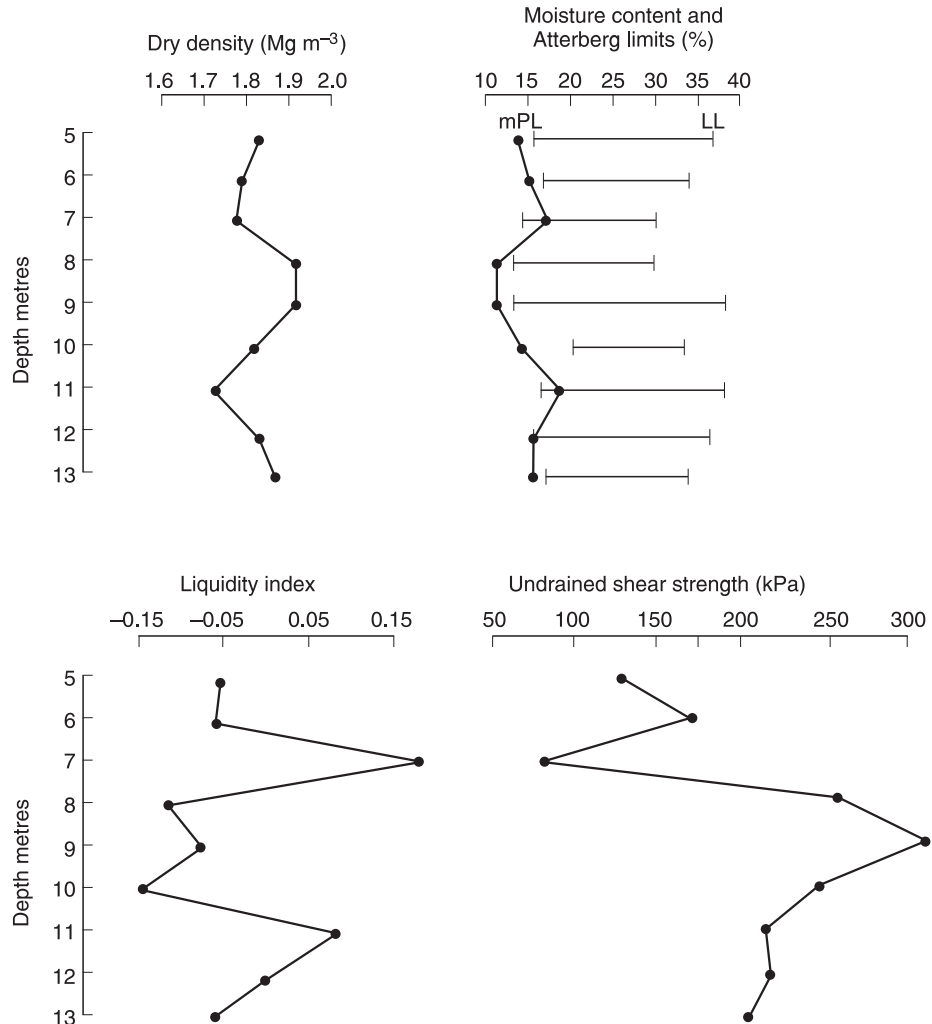 Dry density (Mg m–3)
1.6 1.7 1.8 1.9 2.0
Moisture content and
Atterberg limits (%)
10 15 20 25 30 35 40
mPL LL
Depth metres
5
6
7
8
9
10
11
12
13
Liquidity index
–0.15 –0.05 0.05 0.15
Undrained shear strength (kPa)
50 100 150 200 250 300
Depth metres
5
6
7
8
9
10
11
12
13